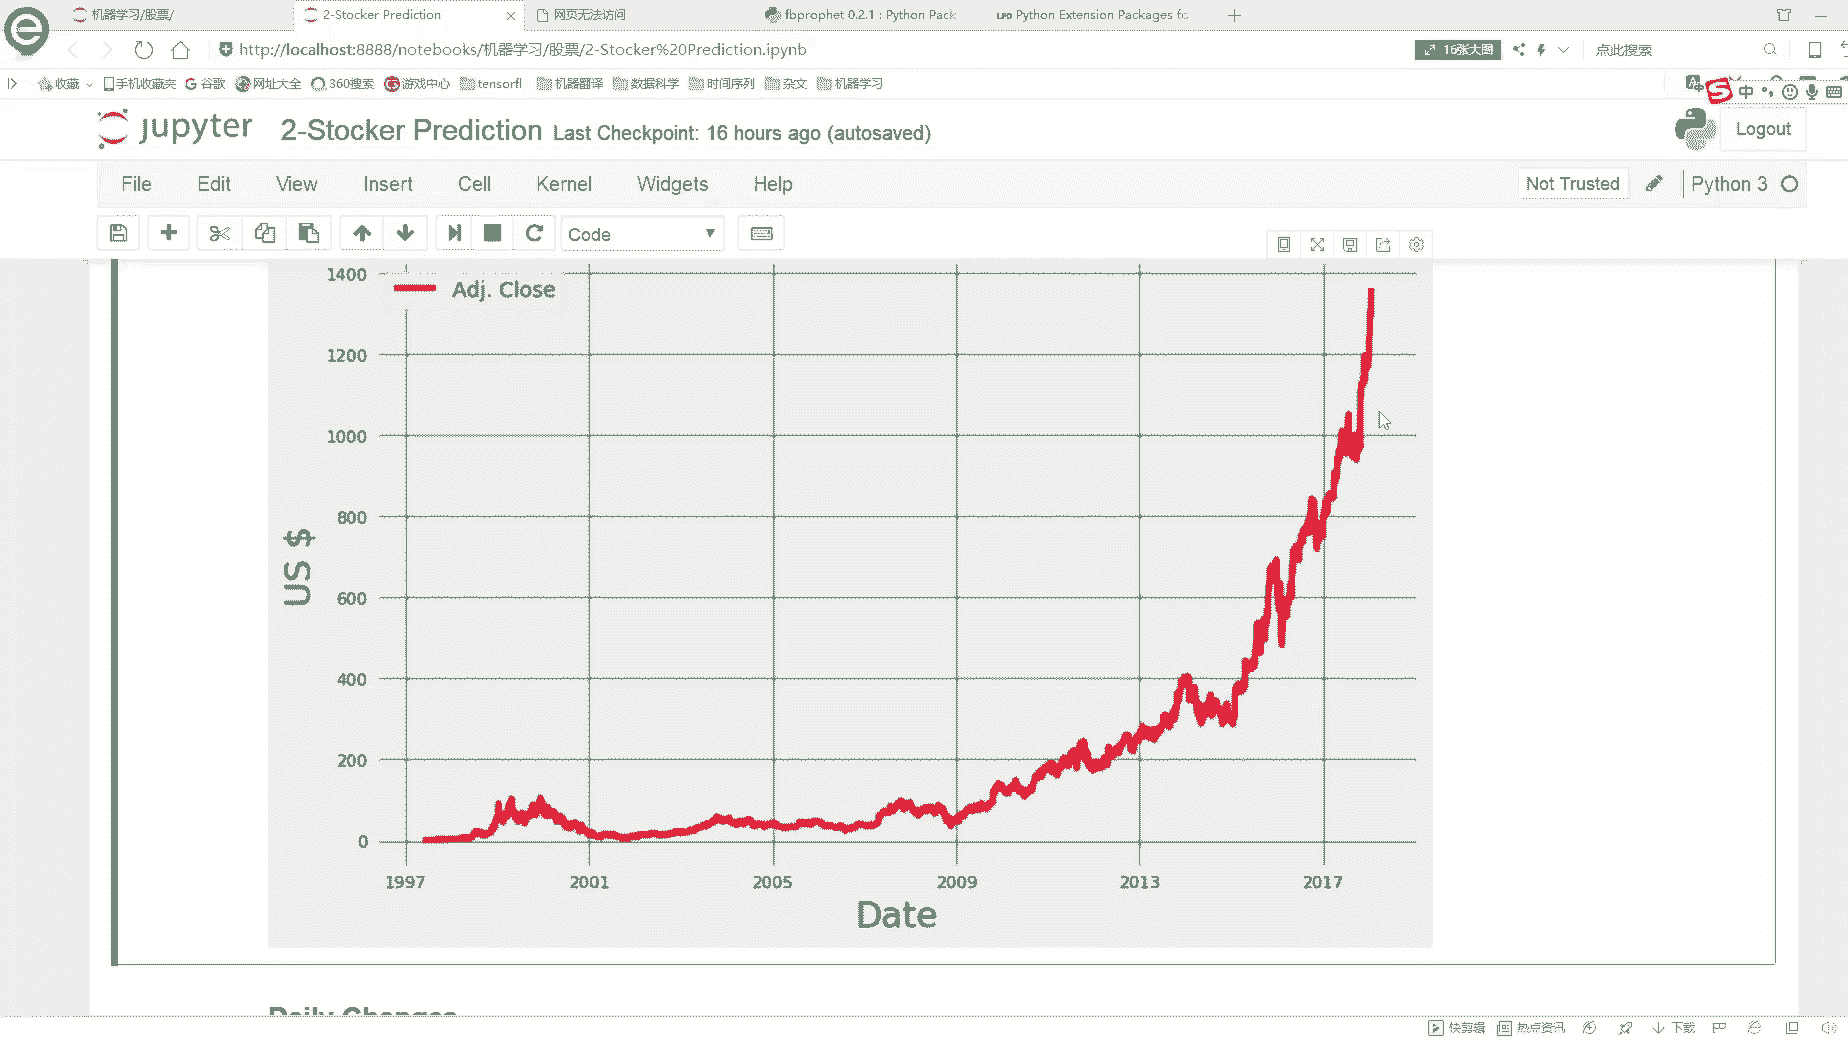 机器学习/股票/
2-Stocker Prediction
网页无法访问
fbprophet 0.2.1 : Python Pack
LFD Python Extension Packages fo
http://localhost:8888/notebooks/机器学习/股票/2-Stocker%20Prediction.ipynb
16张大图
点此搜索
收藏
手机收藏夹
谷歌
网址大全
360搜索
游戏中心
tensorfl
机器翻译
数据科学
时间序列
杂文
机器学习
中
jupyter
2-Stocker Prediction
Last Checkpoint: 16 hours ago (autosaved)
Logout
File
Edit
View
Insert
Cell
Kernel
Widgets
Help
Not Trusted
Python 3
Code
Adj. Close
1400
1200
1000
800
600
400
200
0
US $
1997
2001
2005
2009
2013
2017
Date
Daily Changes
快剪辑
热点资讯
下载